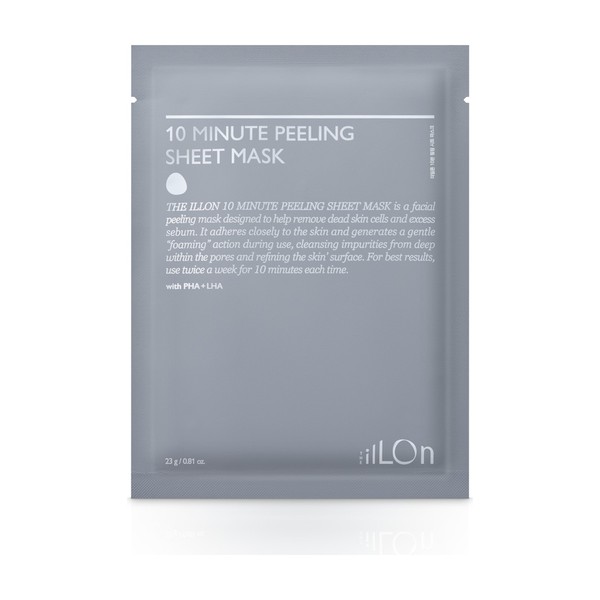 10 MINUTE PEELING
SHEET MASK
THE ILLON 10 MINUTE PEELING SHEET MASK is a facial
peeling mask designed to help remove dead skin cells and excess
sebum. It adheres closely to the skin and generates a gentle
"foaming" action during use, cleansing impurities from deep
within the pores and refining the skin' surface. For best results,
use twice a week for 10 minutes each time.
with PHA + LHA
23 g / 0.81 oz.
THE illOn